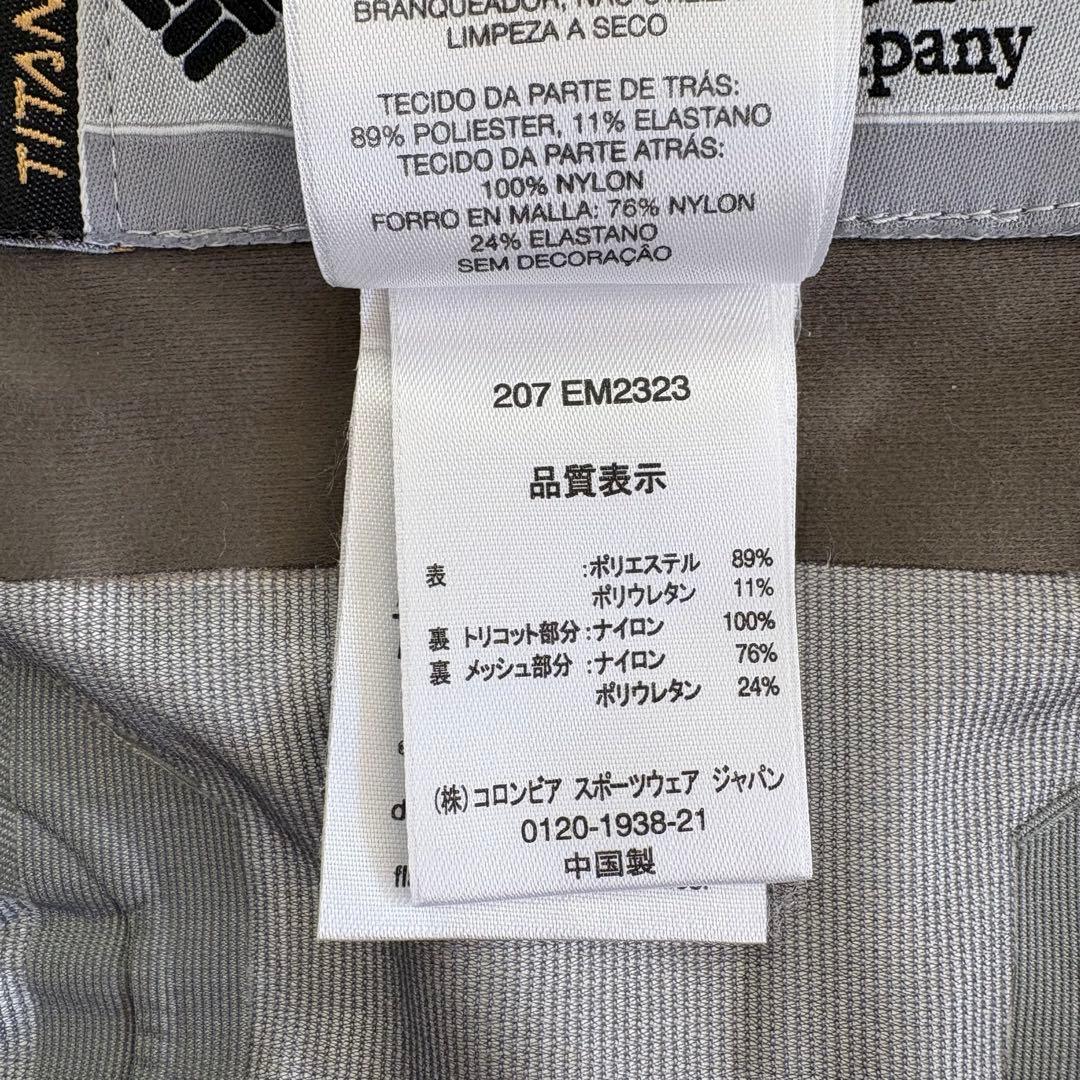 TITAN
pany
LIMPEZA A SECO
TECIDO DA PARTE DE TRÁS:
89% POLIESTER, 11% ELASTANO
TECIDO DA PARTE ATRÁS:
100% NYLON
FORRO EN MALLA: 76% NYLON
24% ELASTANO
SEM DECORAÇÂO
207 EM2323
品質表示
表 :ポリエステル 89%
ポリウレタン 11%
裏 トリコット部分:ナイロン 100%
裏 メッシュ部分 :ナイロン 76%
ポリウレタン 24%
(株)コロンビア スポーツウェア ジャパン
0120-1938-21
中国製